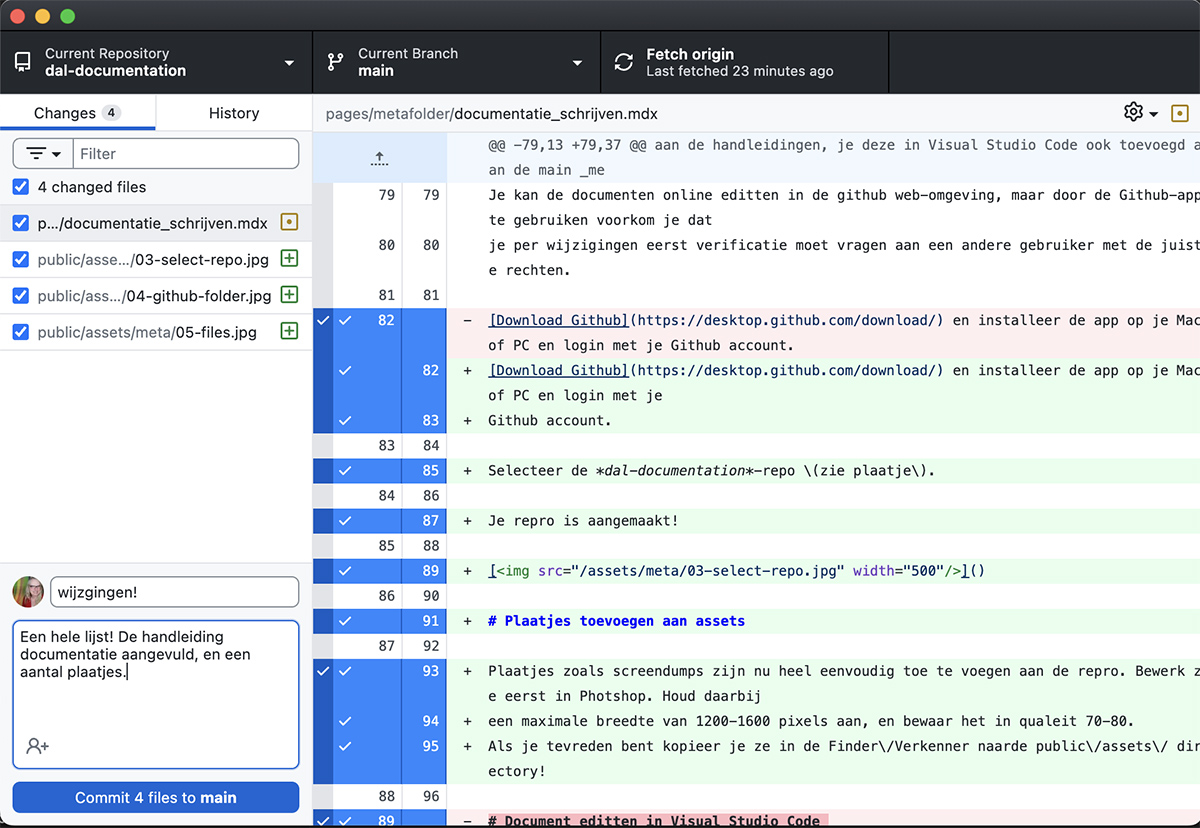 Current Repository
dal-documentation
Current Branch
main
Fetch origin
Last fetched 23 minutes ago
Changes 4
History
pages/metafolder/documentatie_schrijven.mdx
Filter
4 changed files
p.../documentatie_schrijven.mdx
public/asse.../03-select-repo.jpg
public/ass.../04-github-folder.jpg
public/assets/meta/05-files.jpg
wijzgingen!
Een hele lijst! De handleiding
documentatie aangevuld, en een
aantal plaatjes.
Commit 4 files to main
@@ -79,13 +79,37 @@ aan de handleidingen, je deze in Visual Studio Code ook toevoegd a
an de main _me
79 79 Je kan de documenten online editten in de github web-omgeving, maar door de Github-app
te gebruiken voorkom je dat
80 80 je per wijzigingen eerst verificatie moet vragen aan een andere gebruiker met de juist
e rechten.
81 81
82 - [Download Github](https://desktop.github.com/download/) en installeer de app op je Mac
of PC en login met je Github account.
82 + [Download Github](https://desktop.github.com/download/) en installeer de app op je Mac
of PC en login met je
83 + Github account.
83 84
85 + Selecteer de *dal-documentation*-repo \(zie plaatje\).
84 86
87 + Je repro is aangemaakt!
85 88
89 + [<img src="/assets/meta/03-select-repo.jpg" width="500"/>]()
86 90
91 + # Plaatjes toevoegen aan assets
87 92
93 + Plaatjes zoals screendumps zijn nu heel eenvoudig toe te voegen aan de repro. Bewerk z
e eerst in Photshop. Houd daarbij
94 + een maximale breedte van 1200-1600 pixels aan, en bewaar het in qualeit 70-80.
95 + Als je tevreden bent kopieer je ze in de Finder\/Verkenner naarde public\/assets\/ dir
ectory!
88 96
89 - # Document editten in Visual Studio Code